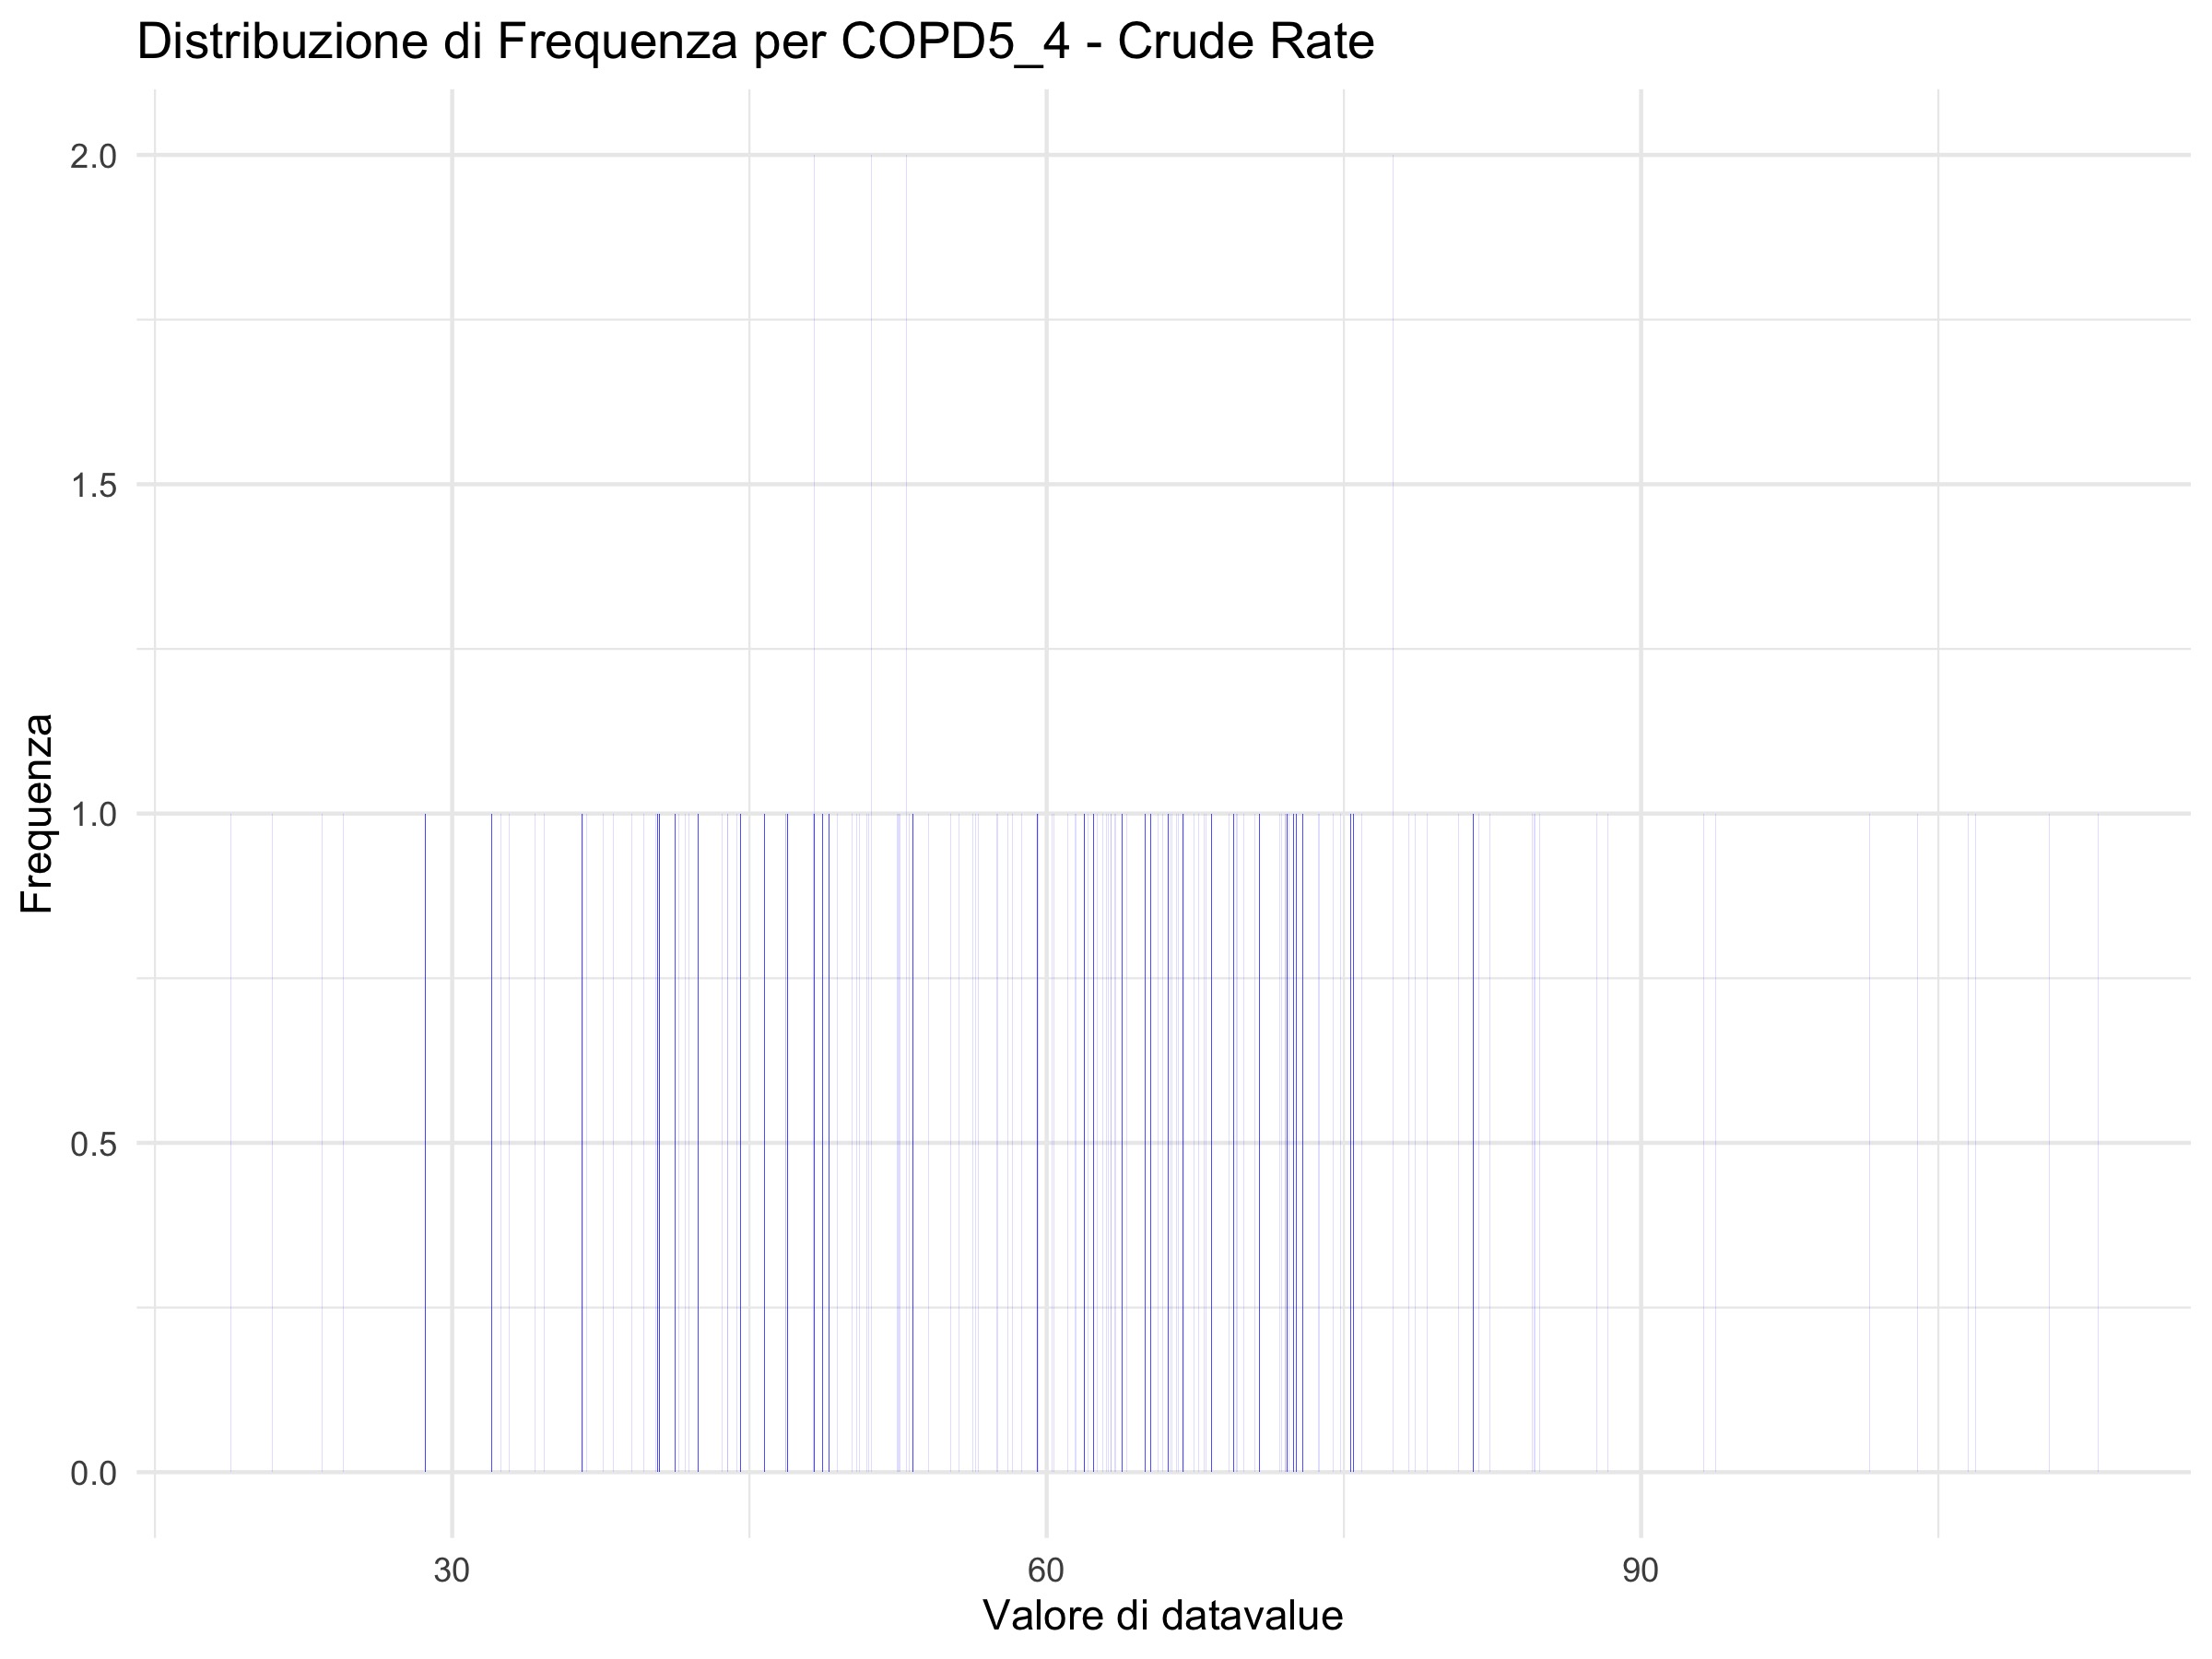 Distribuzione di Frequenza per COPD5_4 - Crude Rate
Frequenza
2.0
1.5
1.0
0.5
0.0
30 60 90
Valore di datavalue